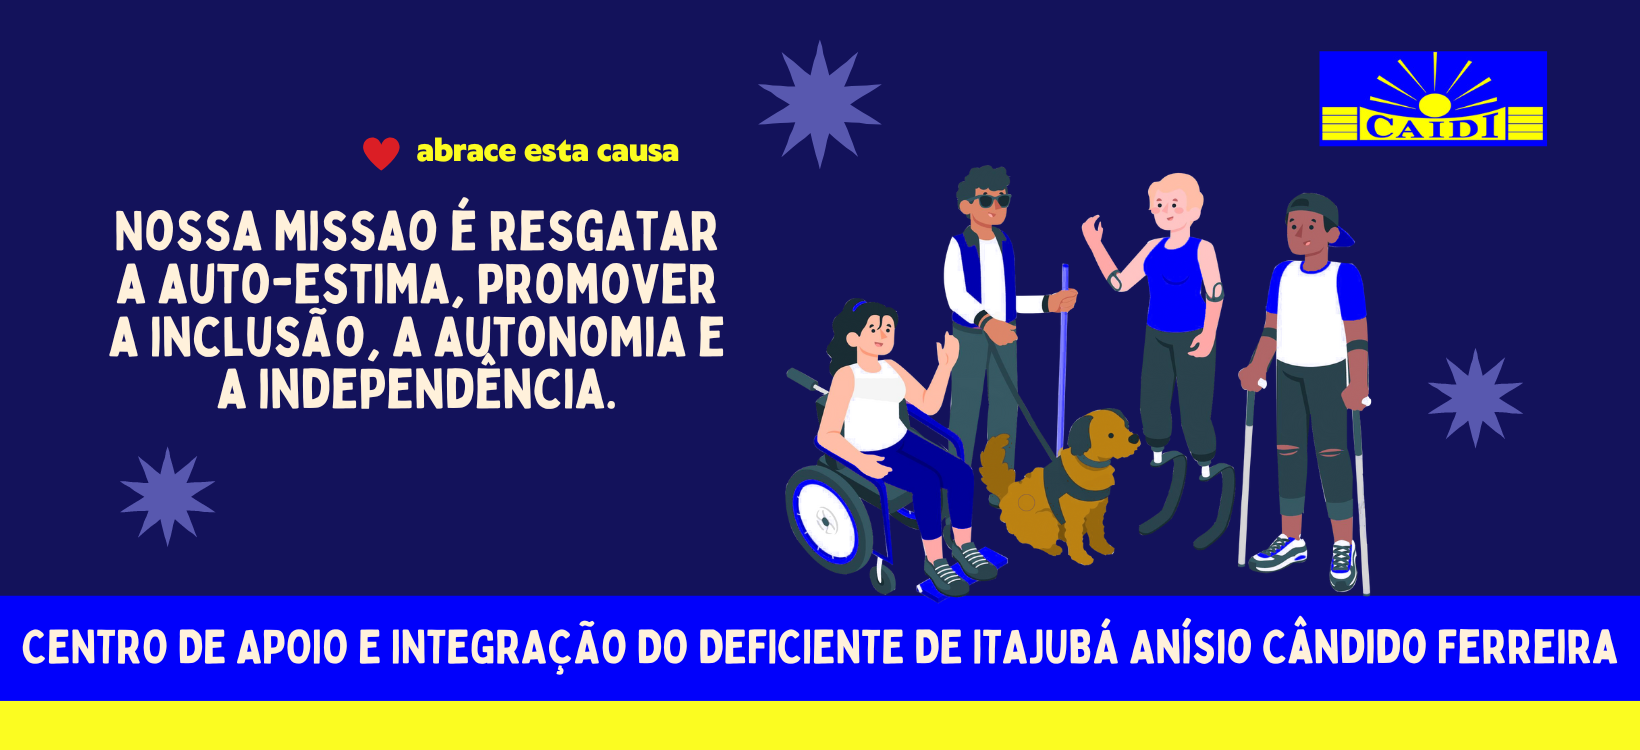 CAIDÍ
abrace esta causa
NOSSA MISSAO É RESGATAR
A AUTO-ESTIMA, PROMOVER
A INCLUSÃO, A AUTONOMIA E
A INDEPENDÊNCIA.
CENTRO DE APOIO E INTEGRAÇÃO DO DEFICIENTE DE ITAJUBÁ ANÍSIO CÂNDIDO FERREIRA